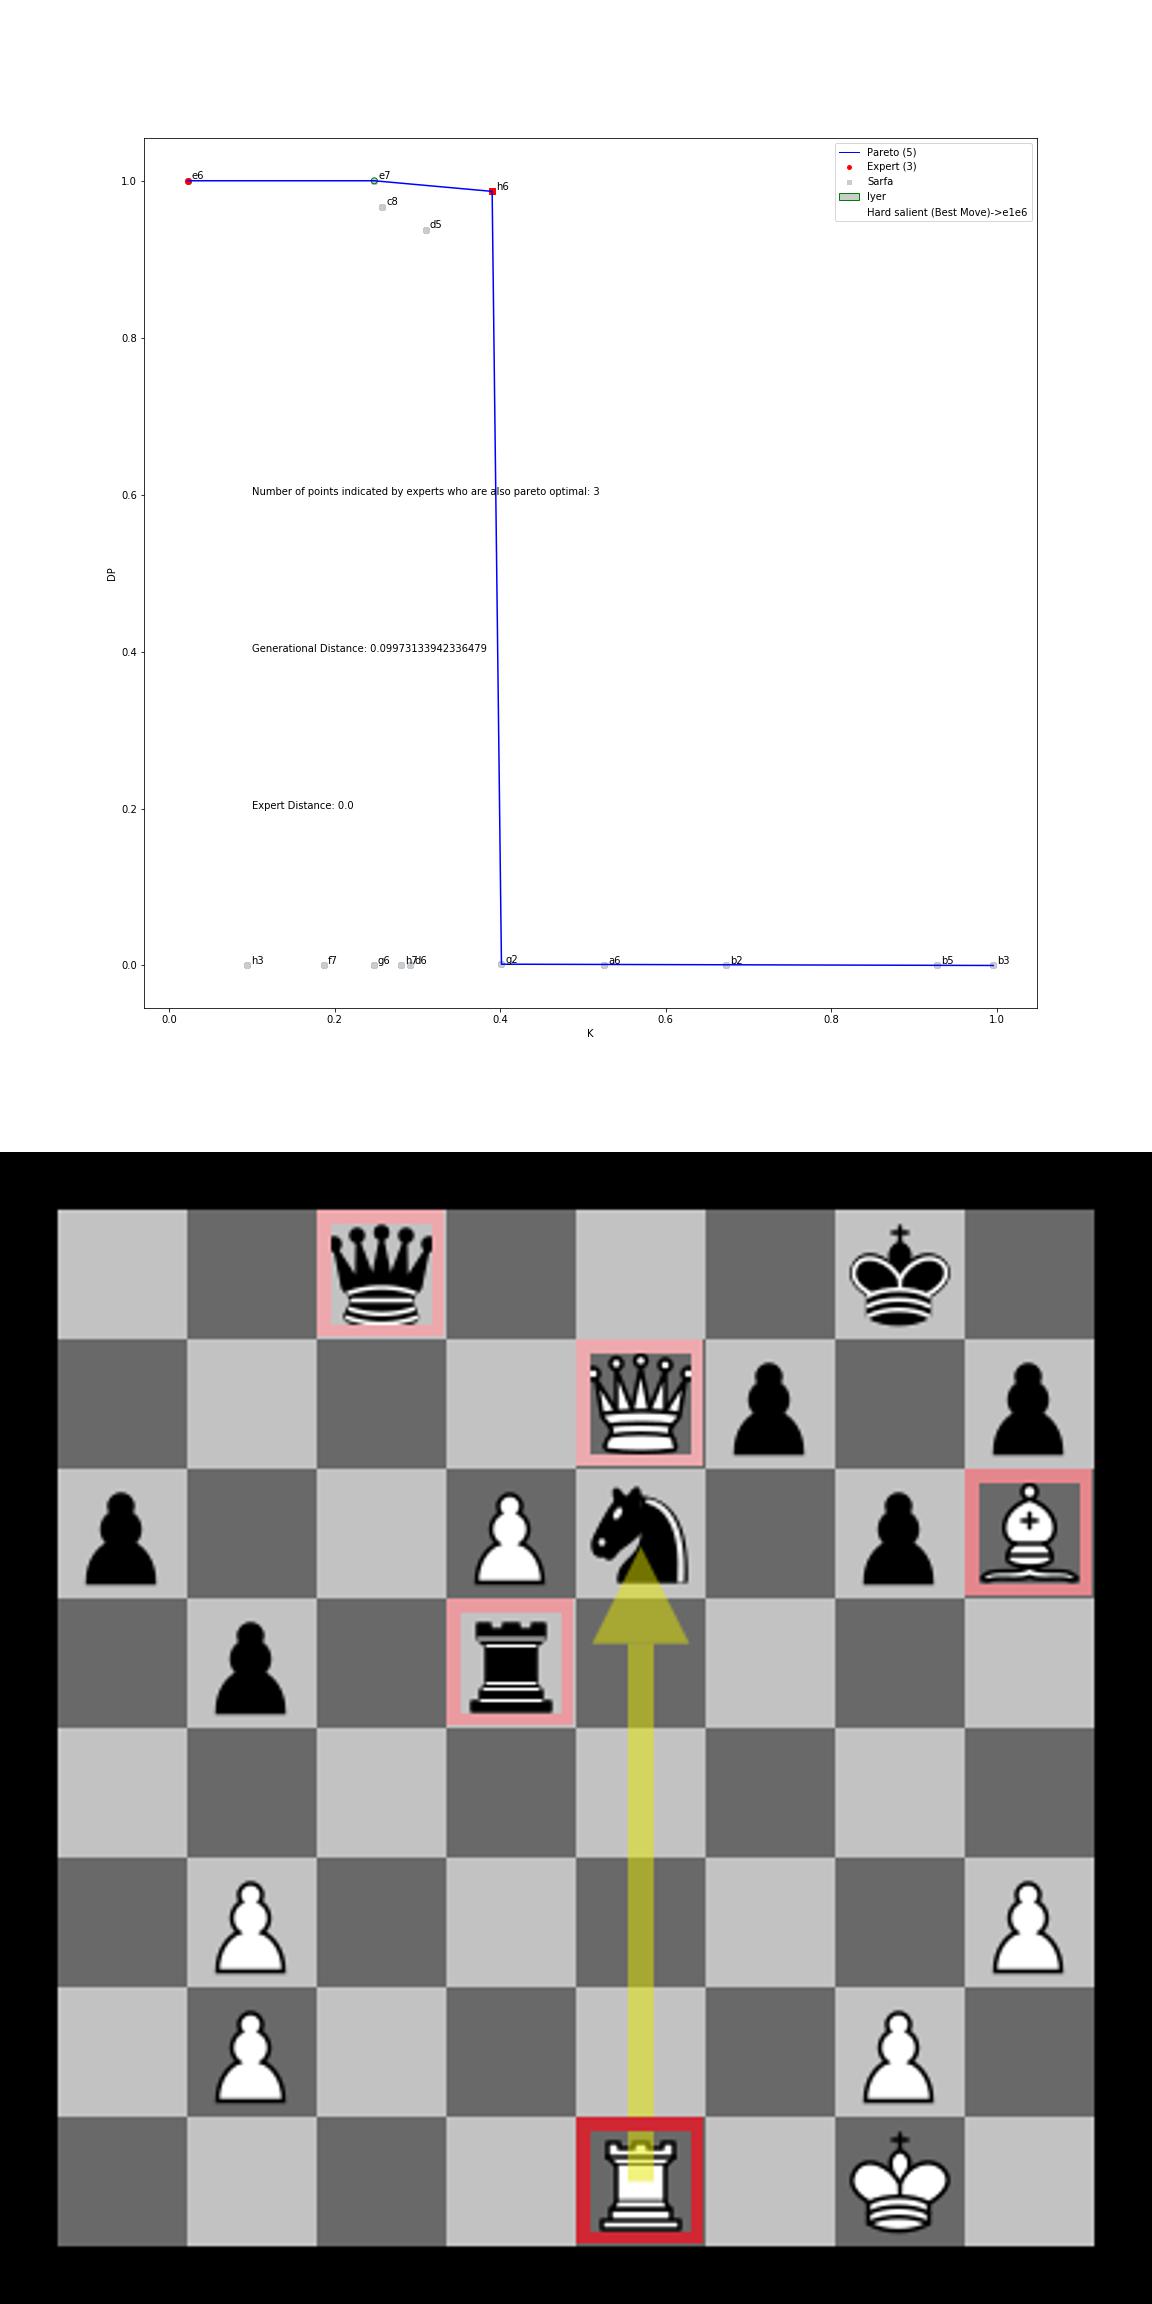 Pareto (5)
Expert (3)
Sarfa
Iyer
Hard salient (Best Move)->e1e6
e6
e7
h6
c8
d5
1.0
0.8
Number of points indicated by experts who are also pareto optimal: 3
0.6
DP
Generational Distance: 0.09973133942336479
0.4
Expert Distance: 0.0
0.2
h3
f7
g6
h7
d6
g2
a6
b2
b5
b3
0.0
0.0 0.2 0.4 0.6 0.8 1.0
K